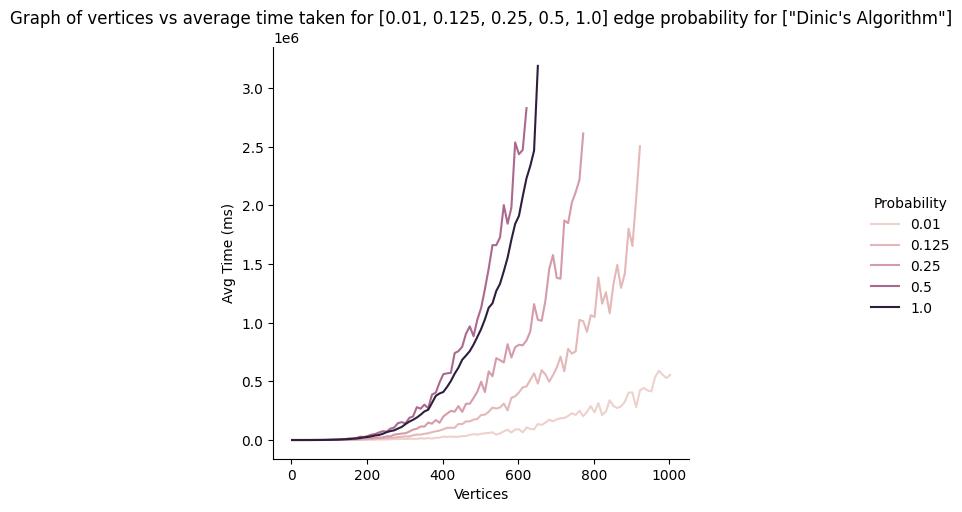 Graph of vertices vs average time taken for [0.01, 0.125, 0.25, 0.5, 1.0] edge probability for ["Dinic's Algorithm"]
1e6
3.0
2.5
2.0
1.5
1.0
0.5
0.0
Avg Time (ms)
0 200 400 600 800 1000
Vertices
Probability
0.01
0.125
0.25
0.5
1.0